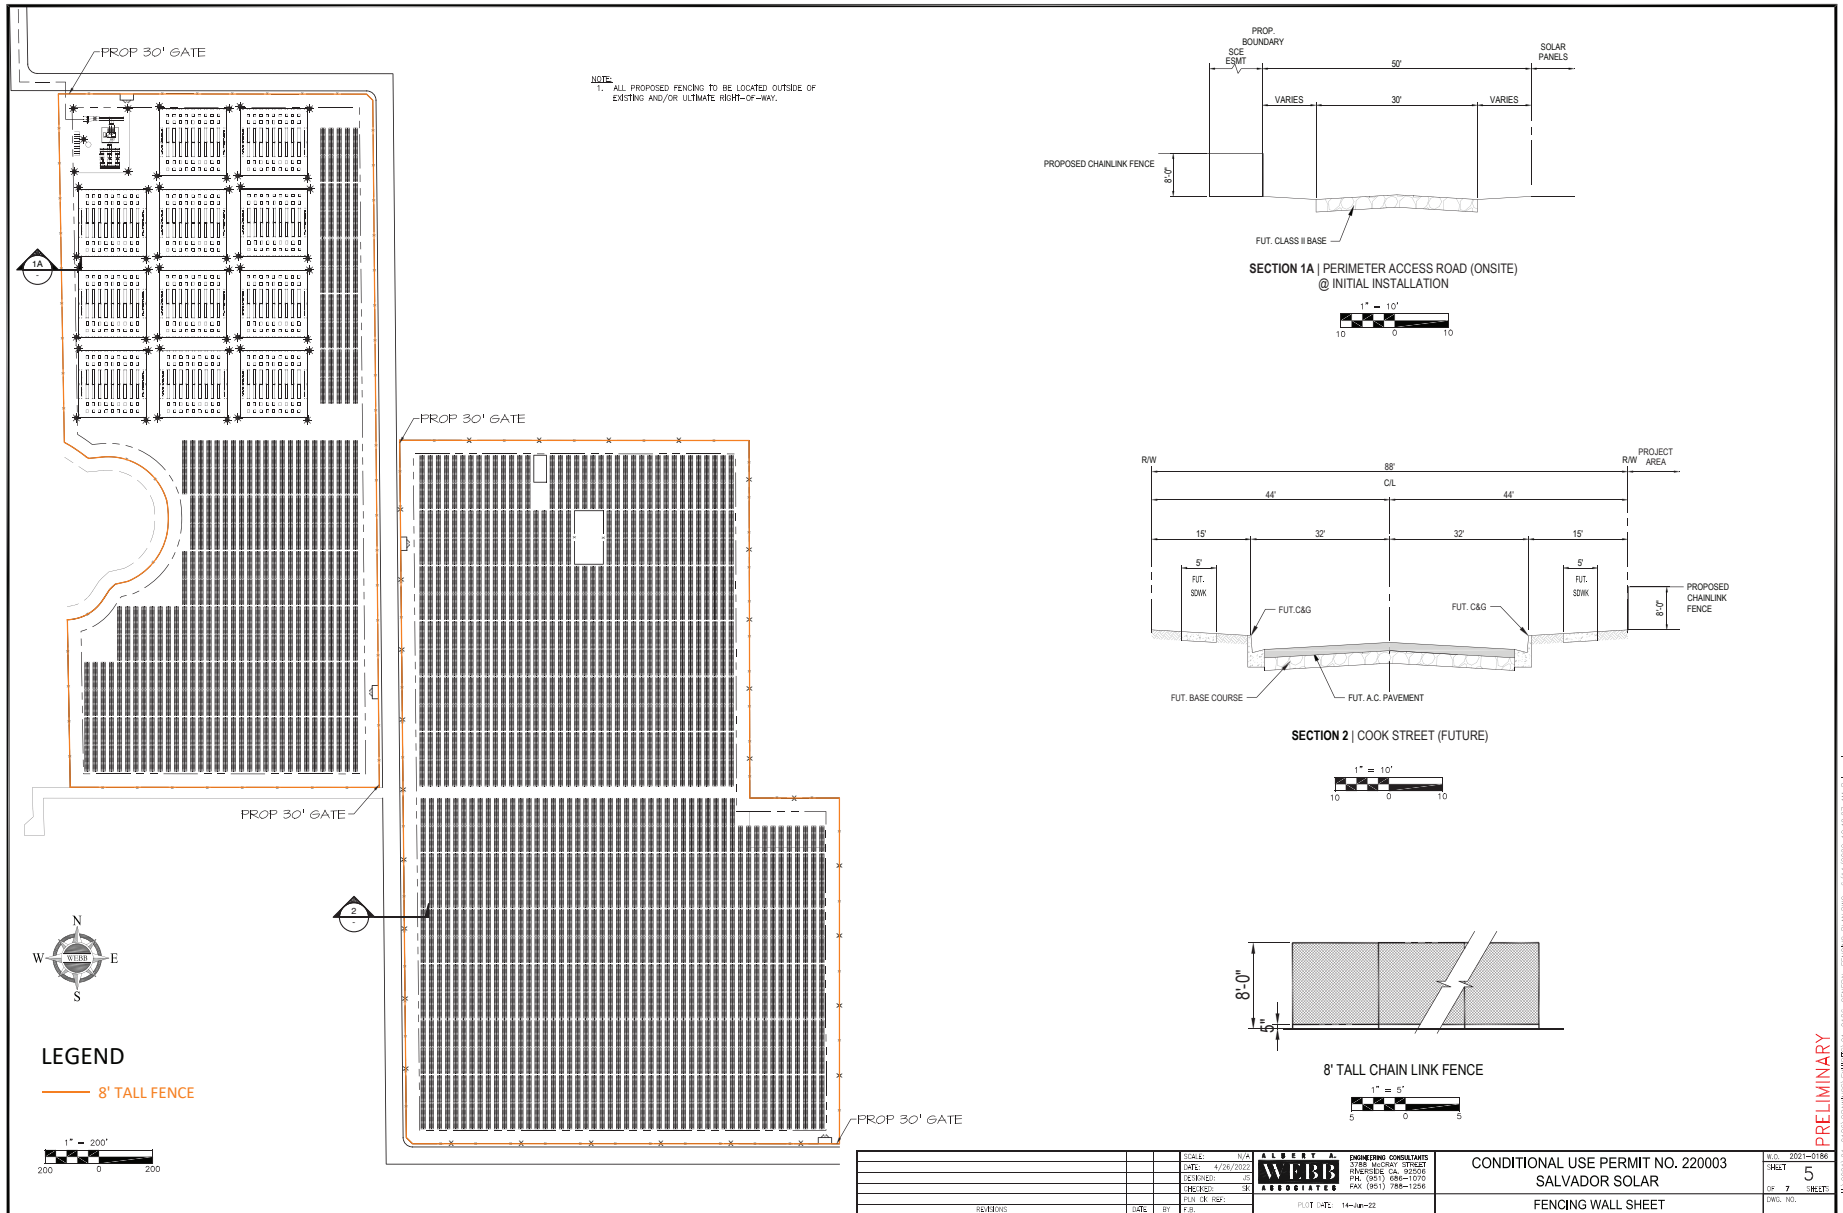 PROP 30' GATE
NOTE:
1. ALL PROPOSED FENCING TO BE LOCATED OUTSIDE OF
EXISTING AND/OR ULTIMATE RIGHT-OF-WAY.
1A
-
PROP 30' GATE
PROP 30' GATE
2
-
PROP 30' GATE
N
W
WEBB
E
S
LEGEND
8' TALL FENCE
1" = 200'
200 0 200
PROP.
BOUNDARY
SCE
ESMT
SOLAR
PANELS
50'
VARIES
30'
VARIES
PROPOSED CHAINLINK FENCE
8'-0"
FUT. CLASS II BASE
SECTION 1A | PERIMETER ACCESS ROAD (ONSITE)
@ INITIAL INSTALLATION
1" = 10'
10 0 10
R/W
R/W
PROJECT
AREA
88'
C/L
44'
44'
15'
32'
32'
15'
5'
FUT.
SDWK
5'
FUT.
SDWK
FUT.C&G
FUT. C&G
8'-0"
PROPOSED
CHAINLINK
FENCE
FUT. BASE COURSE
FUT. A.C. PAVEMENT
SECTION 2 | COOK STREET (FUTURE)
1" = 10'
10 0 10
8'-0"
5"
8' TALL CHAIN LINK FENCE
1" = 5'
5 0 5
PRELIMINARY
REVISIONS
DATE
BY
SCALE: N/A
DATE: 4/26/2022
DESIGNED: JS
CHECKED: SK
PLN CK REF:
F.B.
ALBERT A.
WEBB
ASSOCIATES
ENGINEERING CONSULTANTS
3788 McCRAY STREET
RIVERSIDE CA. 92506
PH. (951) 686-1070
FAX (951) 788-1256
PLOT DATE: 14-Jun-22
CONDITIONAL USE PERMIT NO. 220003
SALVADOR SOLAR
FENCING WALL SHEET
W.O. 2021-0186
SHEET 5
OF 7 SHEETS
DWG. NO.